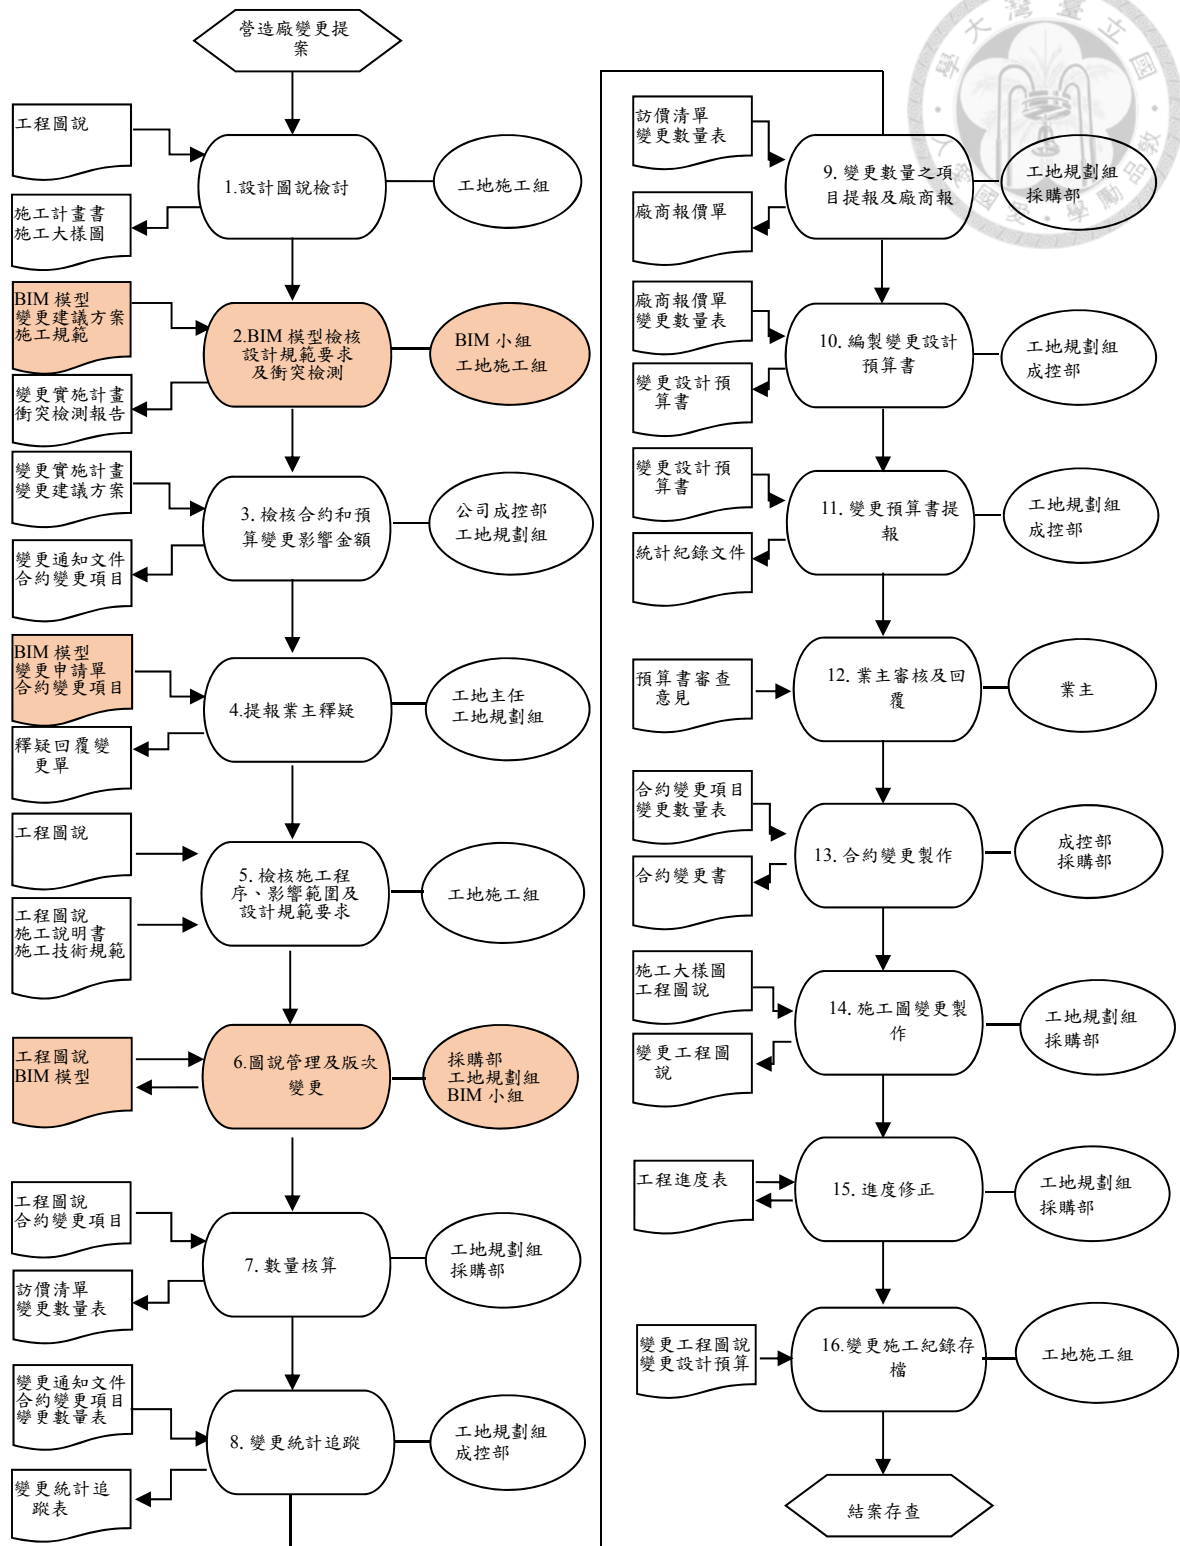 營造廠變更提
案
工程圖說
1.設計圖說檢討
工地施工組
施工計畫書
施工大樣圖
BIM 模型
變更建議方案
施工規範
2.BIM 模型檢核
設計規範要求
及衝突檢測
BIM 小組
工地施工組
變更實施計畫
衝突檢測報告
變更實施計畫
變更建議方案
3. 檢核合約和預
算變更影響金額
公司成控部
工地規劃組
變更通知文件
合約變更項目
BIM 模型
變更申請單
合約變更項目
4.提報業主釋疑
工地主任
工地規劃組
釋疑回覆變
更單
工程圖說
5. 檢核施工程
序、影響範圍及
設計規範要求
工地施工組
工程圖說
施工說明書
施工技術規範
工程圖說
BIM 模型
6.圖說管理及版次
變更
採購部
工地規劃組
BIM 小組
工程圖說
合約變更項目
7. 數量核算
工地規劃組
採購部
訪價清單
變更數量表
變更通知文件
合約變更項目
變更數量表
8. 變更統計追蹤
工地規劃組
成控部
變更統計追
蹤表
訪價清單
變更數量表
9. 變更數量之項
目提報及廠商報
工地規劃組
採購部
廠商報價單
廠商報價單
變更數量表
10. 編製變更設計
預算書
工地規劃組
成控部
變更設計預
算書
變更設計預
算書
11. 變更預算書提
報
工地規劃組
成控部
統計紀錄文件
預算書審查
意見
12. 業主審核及回
覆
業主
合約變更項目
變更數量表
13. 合約變更製作
成控部
採購部
合約變更書
施工大樣圖
工程圖說
14. 施工圖變更製
作
工地規劃組
採購部
變更工程圖
說
工程進度表
15. 進度修正
工地規劃組
採購部
變更工程圖說
變更設計預算
16.變更施工紀錄存
檔
工地施工組
結案存查